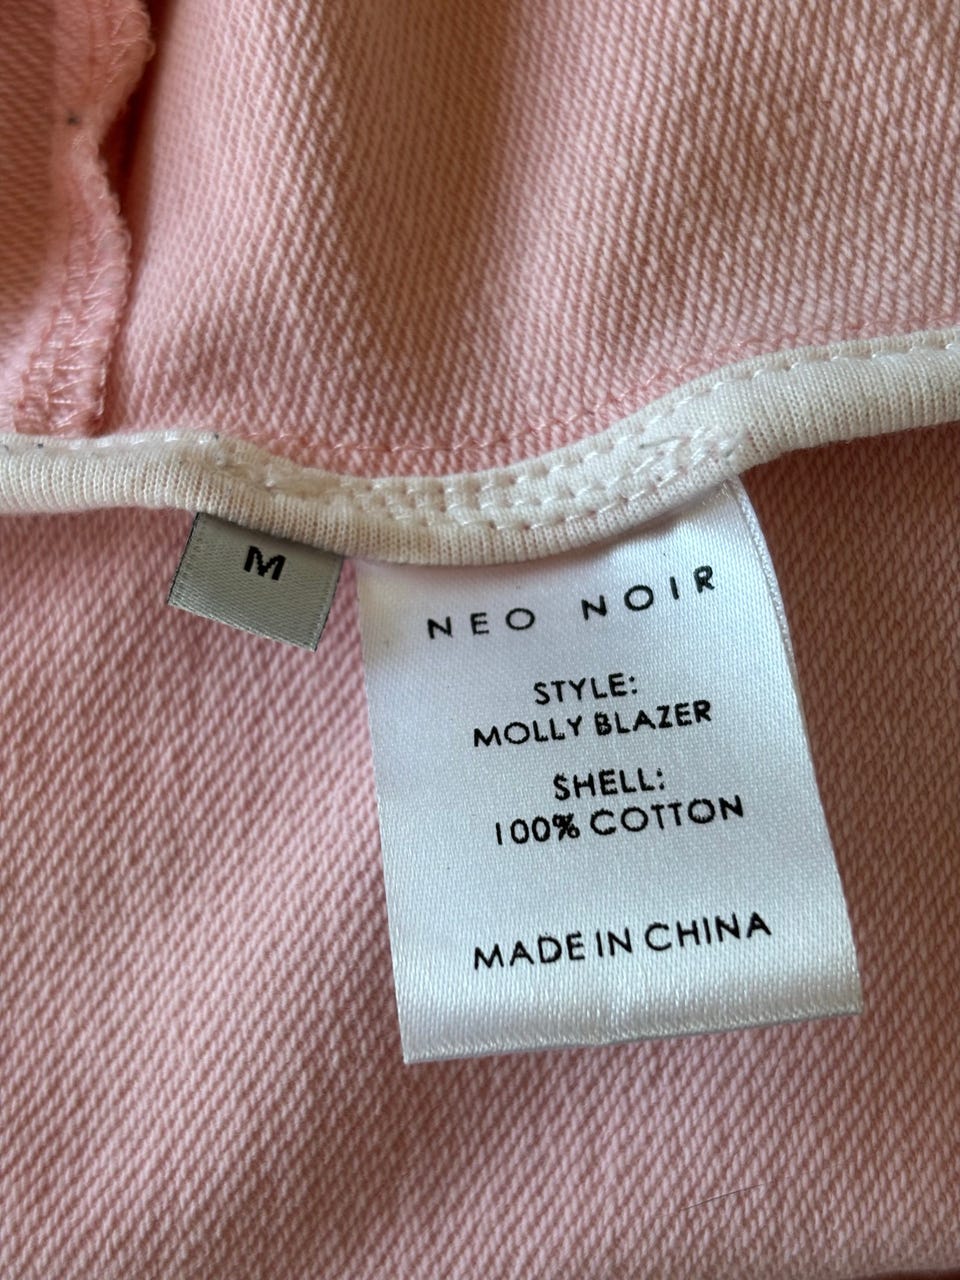 M
NEO NOIR
STYLE:
MOLLY BLAZER
SHELL:
100% COTTON
MADE IN CHINA